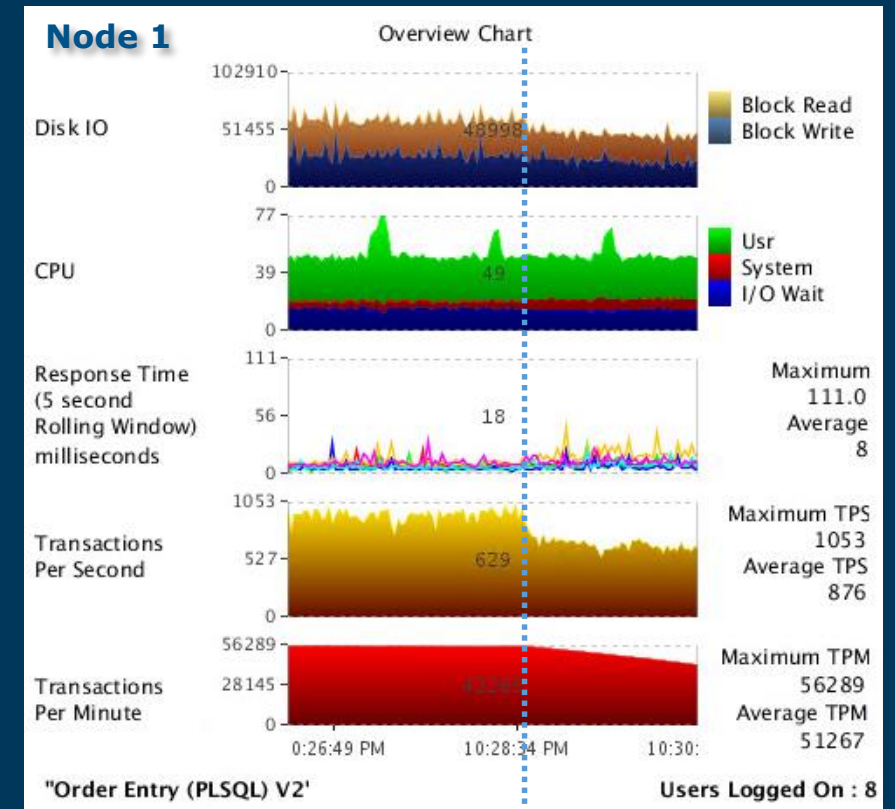 Node 1
Overview Chart
Disk IO
102910
51455
0
48998
Block Read
Block Write
CPU
77
39
0
49
Usr
System
I/O Wait
Response Time
(5 second
Rolling Window)
milliseconds
111
56
0
18
Maximum
111.0
Average
8
Transactions
Per Second
1053
527
0
629
Maximum TPS
1053
Average TPS
876
Transactions
Per Minute
56289
28145
0
Maximum TPM
56289
Average TPM
51267
0:26:49 PM
10:28:34 PM
10:30:
"Order Entry (PLSQL) V2'
Users Logged On : 8